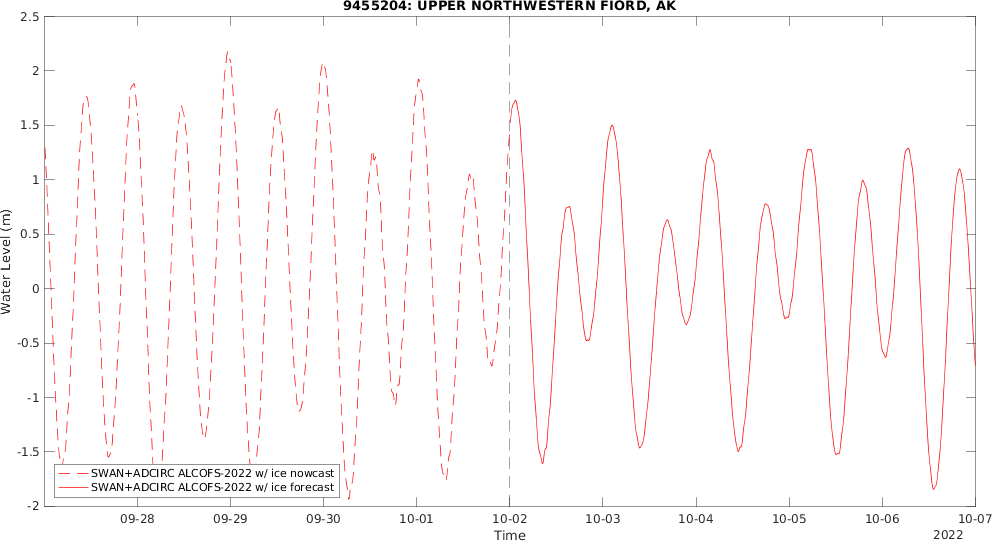 9455204: UPPER NORTHWESTERN FIORD, AK
Water Level (m)
2.5
2
1.5
1
0.5
0
-0.5
-1
-1.5
-2
SWAN+ADCIRC ALCOFS-2022 w/ ice nowcast
SWAN+ADCIRC ALCOFS-2022 w/ ice forecast
09-28 09-29 09-30 10-01 10-02 10-03 10-04 10-05 10-06 10-07
Time
2022